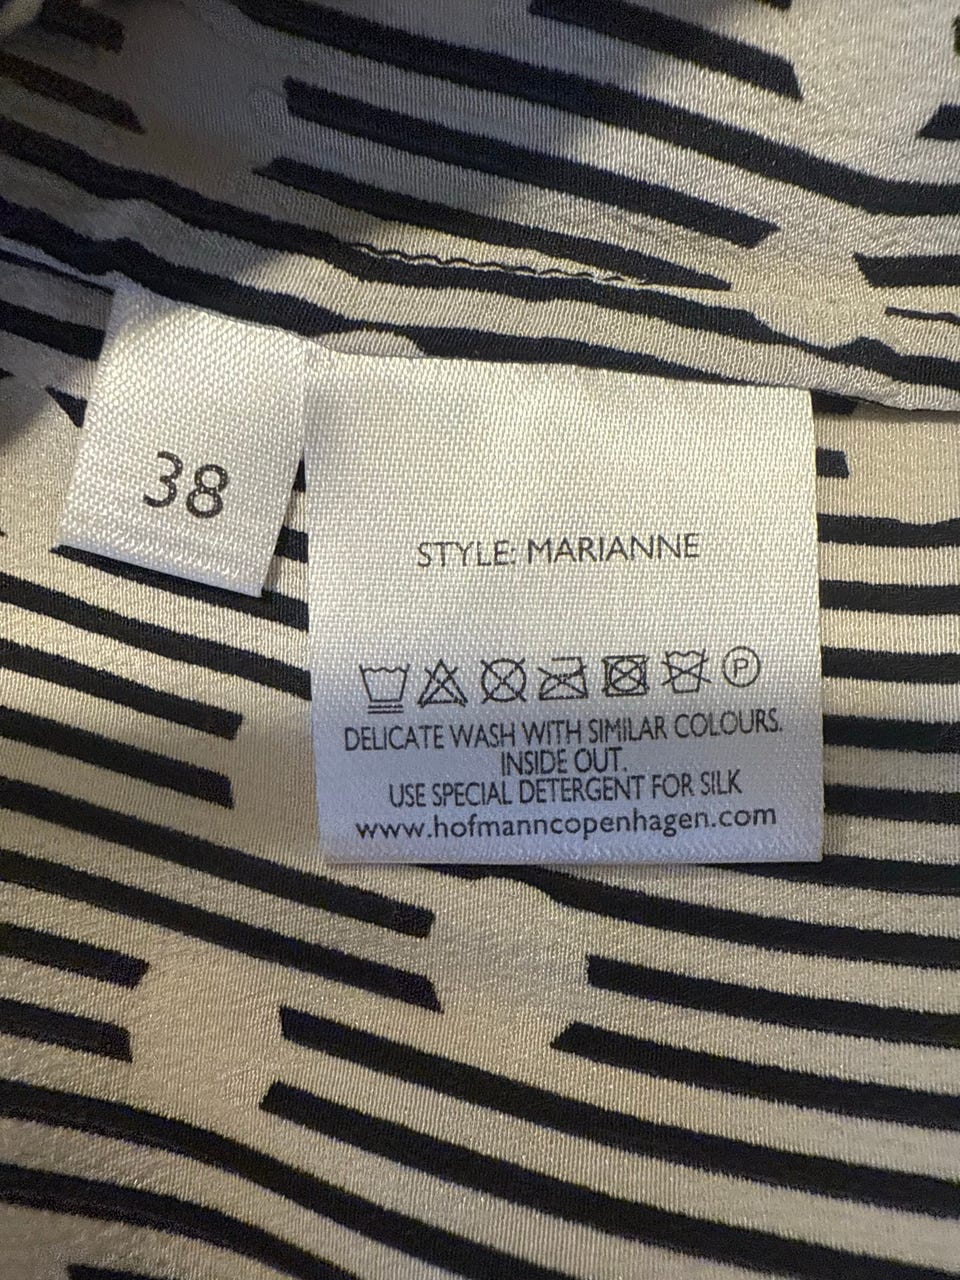 38
STYLE: MARIANNE
P
DELICATE WASH WITH SIMILAR COLOURS.
INSIDE OUT.
USE SPECIAL DETERGENT FOR SILK
www.hofmanncopenhagen.com